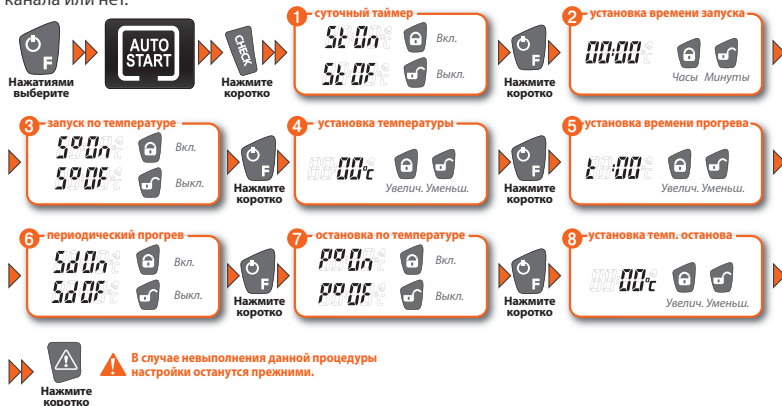 канала или нет.
F
Нажатиями
выберите
AUTO
START
CHECK
Нажмите
коротко
1 суточный таймер
St On Вкл.
St OF Выкл.
F
Нажмите
коротко
2 установка времени запуска
00:00
Часы Минуты
3 запуск по температуре
S° On Вкл.
S° OF Выкл.
F
Нажмите
коротко
4 установка температуры
00°c
Увелич. Уменьш.
F
Нажмите
коротко
5 установка времени прогрева
t :00
Увелич. Уменьш.
6 периодический прогрев
Sd On Вкл.
Sd OF Выкл.
F
Нажмите
коротко
7 остановка по температуре
PP° On Вкл.
PP° OF Выкл.
F
Нажмите
коротко
8 установка темп. останова
00°c
Увелич. Уменьш.
Нажмите
коротко
В случае невыполнения данной процедуры
настройки останутся прежними.